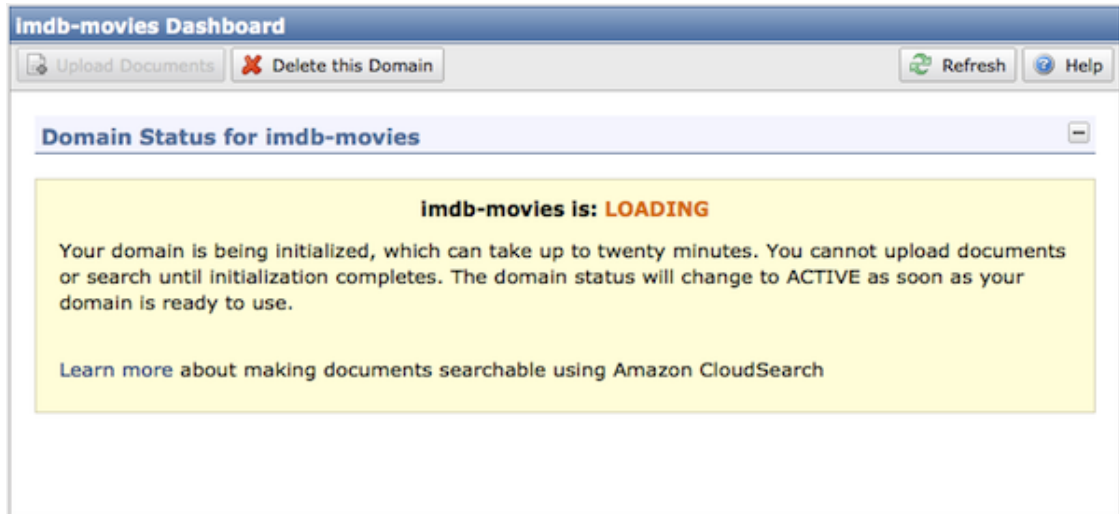 imdb-movies Dashboard
Upload Documents Delete this Domain Refresh Help
Domain Status for imdb-movies
imdb-movies is: LOADING
Your domain is being initialized, which can take up to twenty minutes. You cannot upload documents
or search until initialization completes. The domain status will change to ACTIVE as soon as your
domain is ready to use.
Learn more about making documents searchable using Amazon CloudSearch